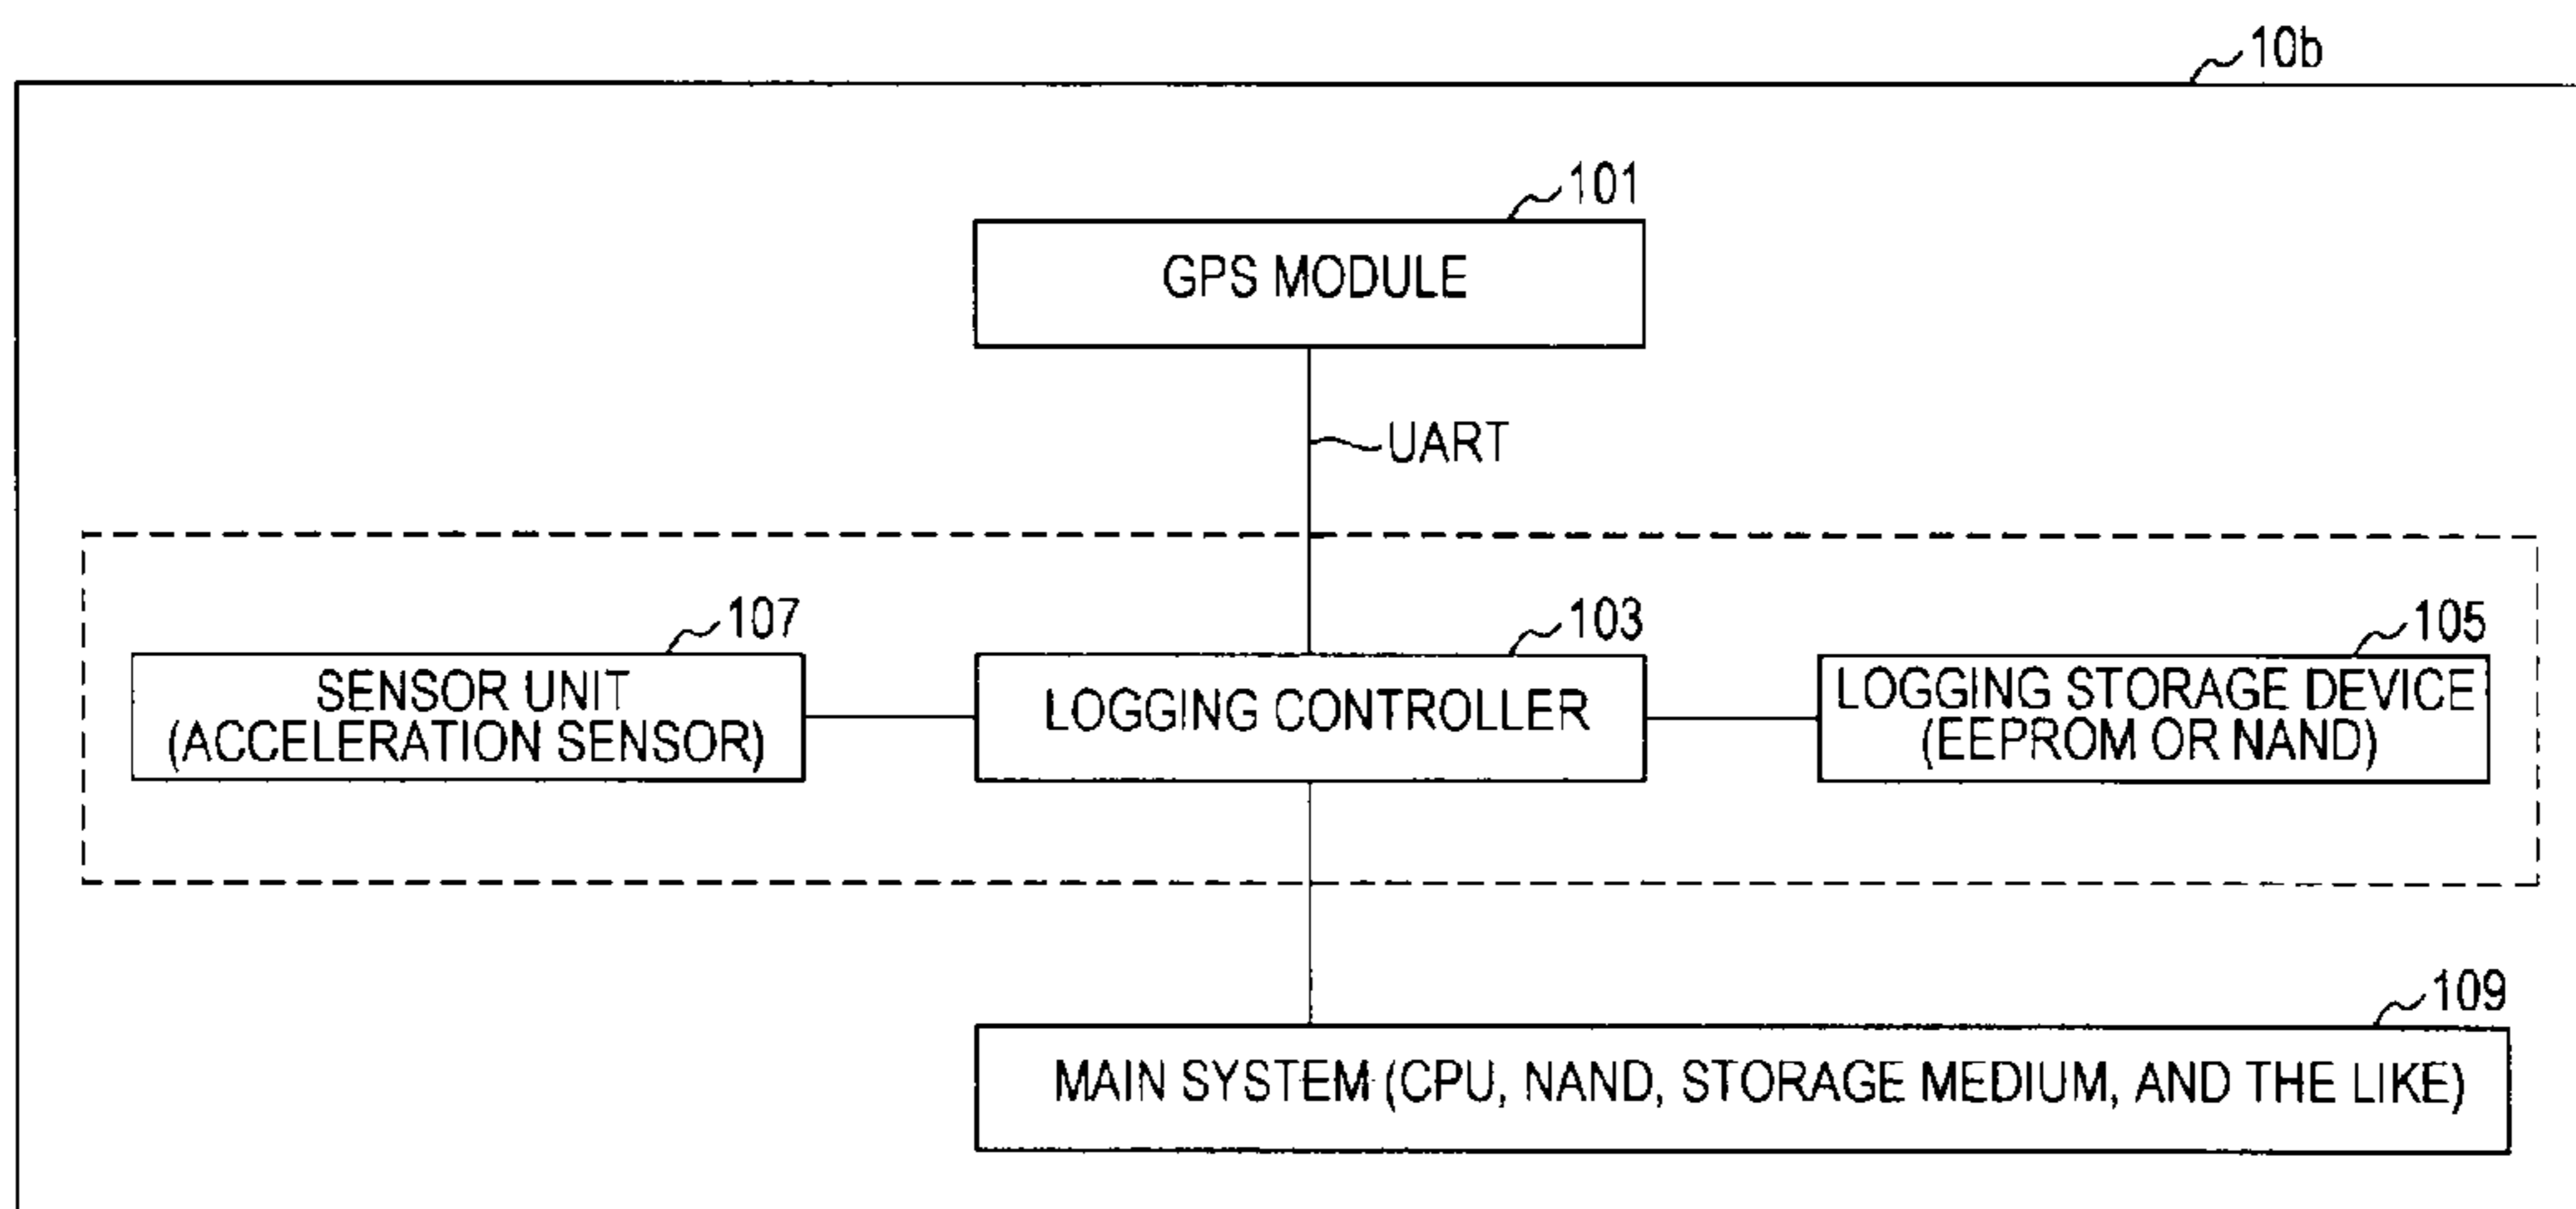 10b
101
GPS MODULE
UART
107
103
105
SENSOR UNIT
(ACCELERATION SENSOR)
LOGGING CONTROLLER
LOGGING STORAGE DEVICE
(EEPROM OR NAND)
109
MAIN SYSTEM (CPU, NAND, STORAGE MEDIUM, AND THE LIKE)